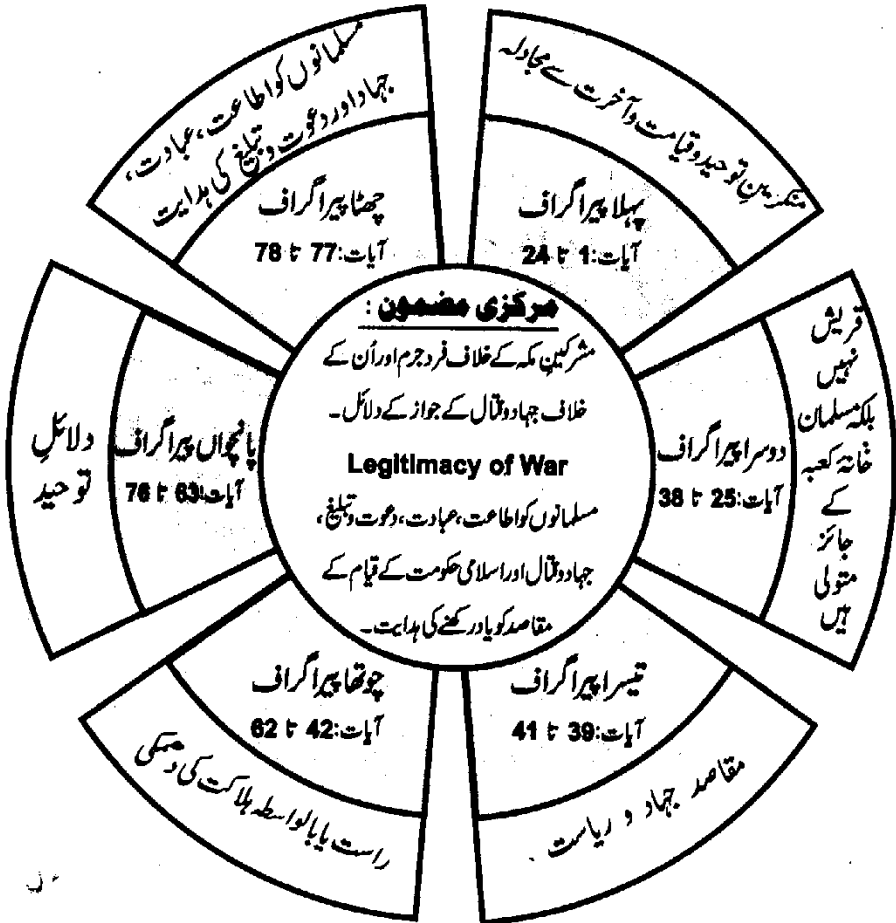 مرکزی مضمون :
مشرکینِ مکہ کے خلاف فردِ جرم اور اُن کے
خلاف جہاد و قتال کے جواز کے دلائل۔
Legitimacy of War
مسلمانوں کو اطاعت، عبادت، دعوت و تبلیغ،
جہاد و قتال اور اسلامی حکومت کے قیام کے
مقاصد کو یاد رکھنے کی ہدایت۔
پہلا پیراگراف
آیات: 1 تا 24
منکرینِ توحید و قیامت و آخرت سے مجادلہ
دوسرا پیراگراف
آیات: 25 تا 38
قریش
نہیں
بلکہ مسلمان
خانہ کعبہ
کے
جائز
متولی
ہیں
تیسرا پیراگراف
آیات: 39 تا 41
مقاصد جہاد و ریاست
چوتھا پیراگراف
آیات: 42 تا 62
راست یا بالواسطہ ہلاکت کی دھمکی
پانچواں پیراگراف
آیات: 63 تا 76
دلائلِ
توحید
چھٹا پیراگراف
آیات: 77 تا 78
مسلمانوں کو اطاعت، عبادت،
جہاد اور دعوت و تبلیغ کی ہدایت